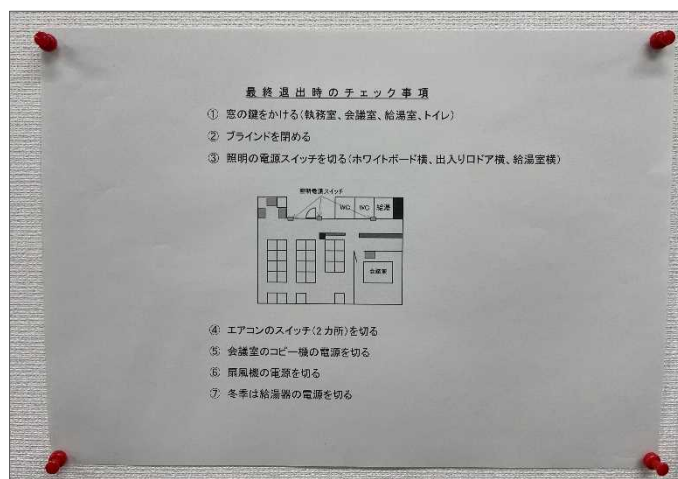 最終退出時のチェック事項
① 窓の鍵をかける(執務室、会議室、給湯室、トイレ)
② ブラインドを閉める
③ 照明の電源スイッチを切る(ホワイトボード横、出入り口ドア横、給湯室横)
照明電源スイッチ
WC WC 給湯
会議室
④ エアコンのスイッチ(2カ所)を切る
⑤ 会議室のコピー機の電源を切る
⑥ 扇風機の電源を切る
⑦ 冬季は給湯器の電源を切る